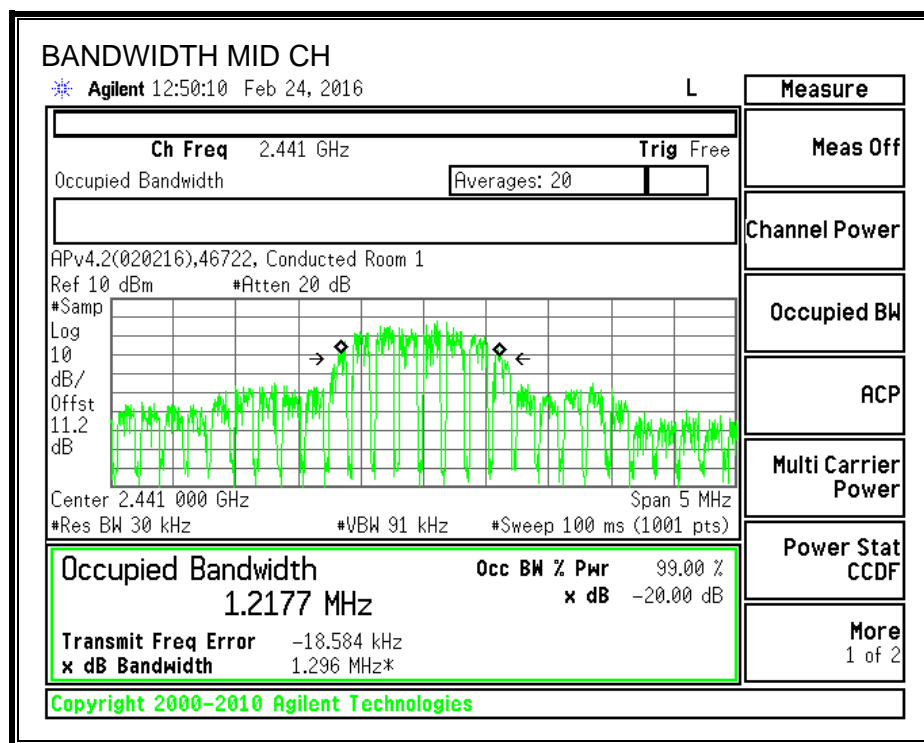 BANDWIDTH MID CH
Agilent 12:50:10 Feb 24, 2016 L
Measure
Ch Freq 2.441 GHz Trig Free
Occupied Bandwidth Averages: 20
APv4.2(020216),46722, Conducted Room 1
Ref 10 dBm #Atten 20 dB
#Samp
Log
10
dB/
Offst
11.2
dB
Center 2.441 000 GHz Span 5 MHz
#Res BW 30 kHz #VBW 91 kHz #Sweep 100 ms (1001 pts)
Occupied Bandwidth
1.2177 MHz
Occ BW % Pwr 99.00 %
x dB -20.00 dB
Transmit Freq Error -18.584 kHz
x dB Bandwidth 1.296 MHz*
Copyright 2000-2010 Agilent Technologies
Meas Off
Channel Power
Occupied BW
ACP
Multi Carrier
Power
Power Stat
CCDF
More
1 of 2